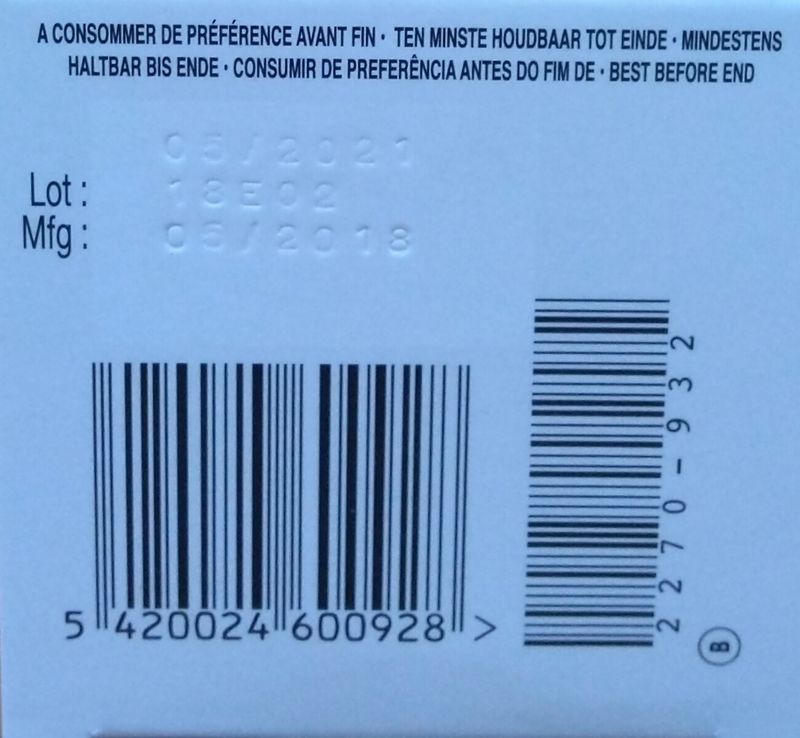 A CONSOMMER DE PRÉFÉRENCE AVANT FIN · TEN MINSTE HOUDBAAR TOT EINDE · MINDESTENS
HALTBAR BIS ENDE · CONSUMIR DE PREFERÊNCIA ANTES DO FIM DE · BEST BEFORE END
05/2021
Lot : 18E02
Mfg : 05/2018
5 420024 600928 >
2270-932
B